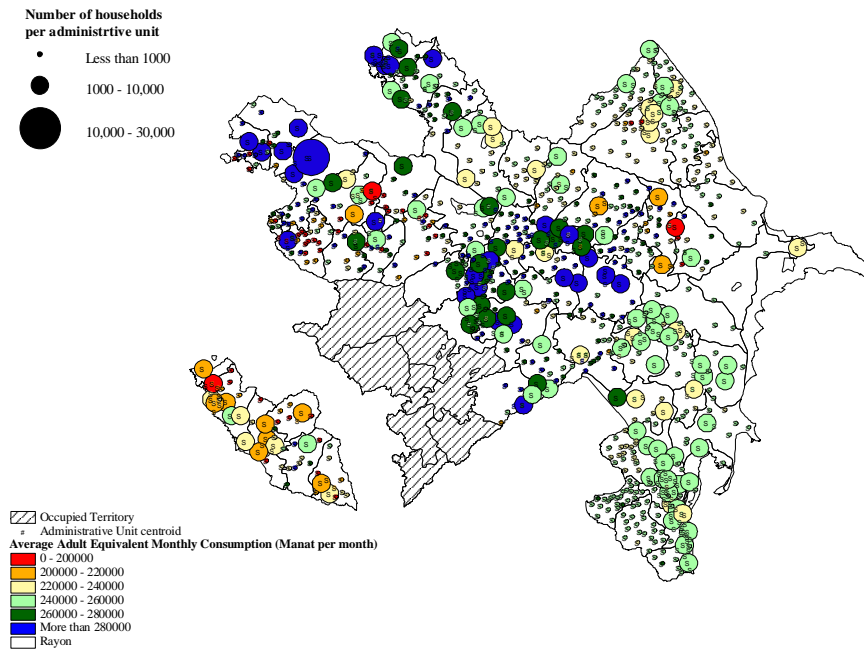 Number of households
per administrtive unit
Less than 1000
1000 - 10,000
10,000 - 30,000
Occupied Territory
Administrative Unit centroid
Average Adult Equivalent Monthly Consumption (Manat per month)
0 - 200000
200000 - 220000
220000 - 240000
240000 - 260000
260000 - 280000
More than 280000
Rayon